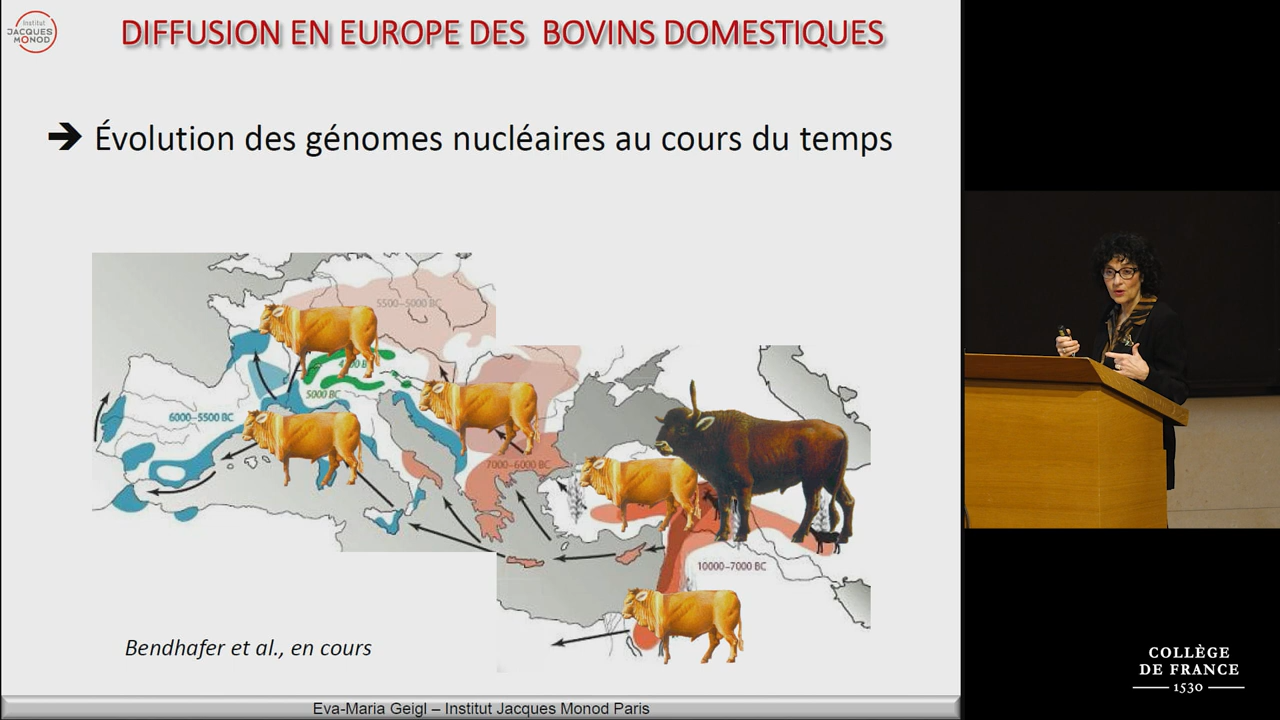 Institut
JACQUES
MONOD
DIFFUSION EN EUROPE DES BOVINS DOMESTIQUES
➔ Évolution des génomes nucléaires au cours du temps
5500–5000 BC
5000 BC
6000–5500 BC
7000–6000 BC
10000–7000 BC
Bendhafer et al., en cours
Eva-Maria Geigl – Institut Jacques Monod Paris
COLLÈGE
DE FRANCE
1530